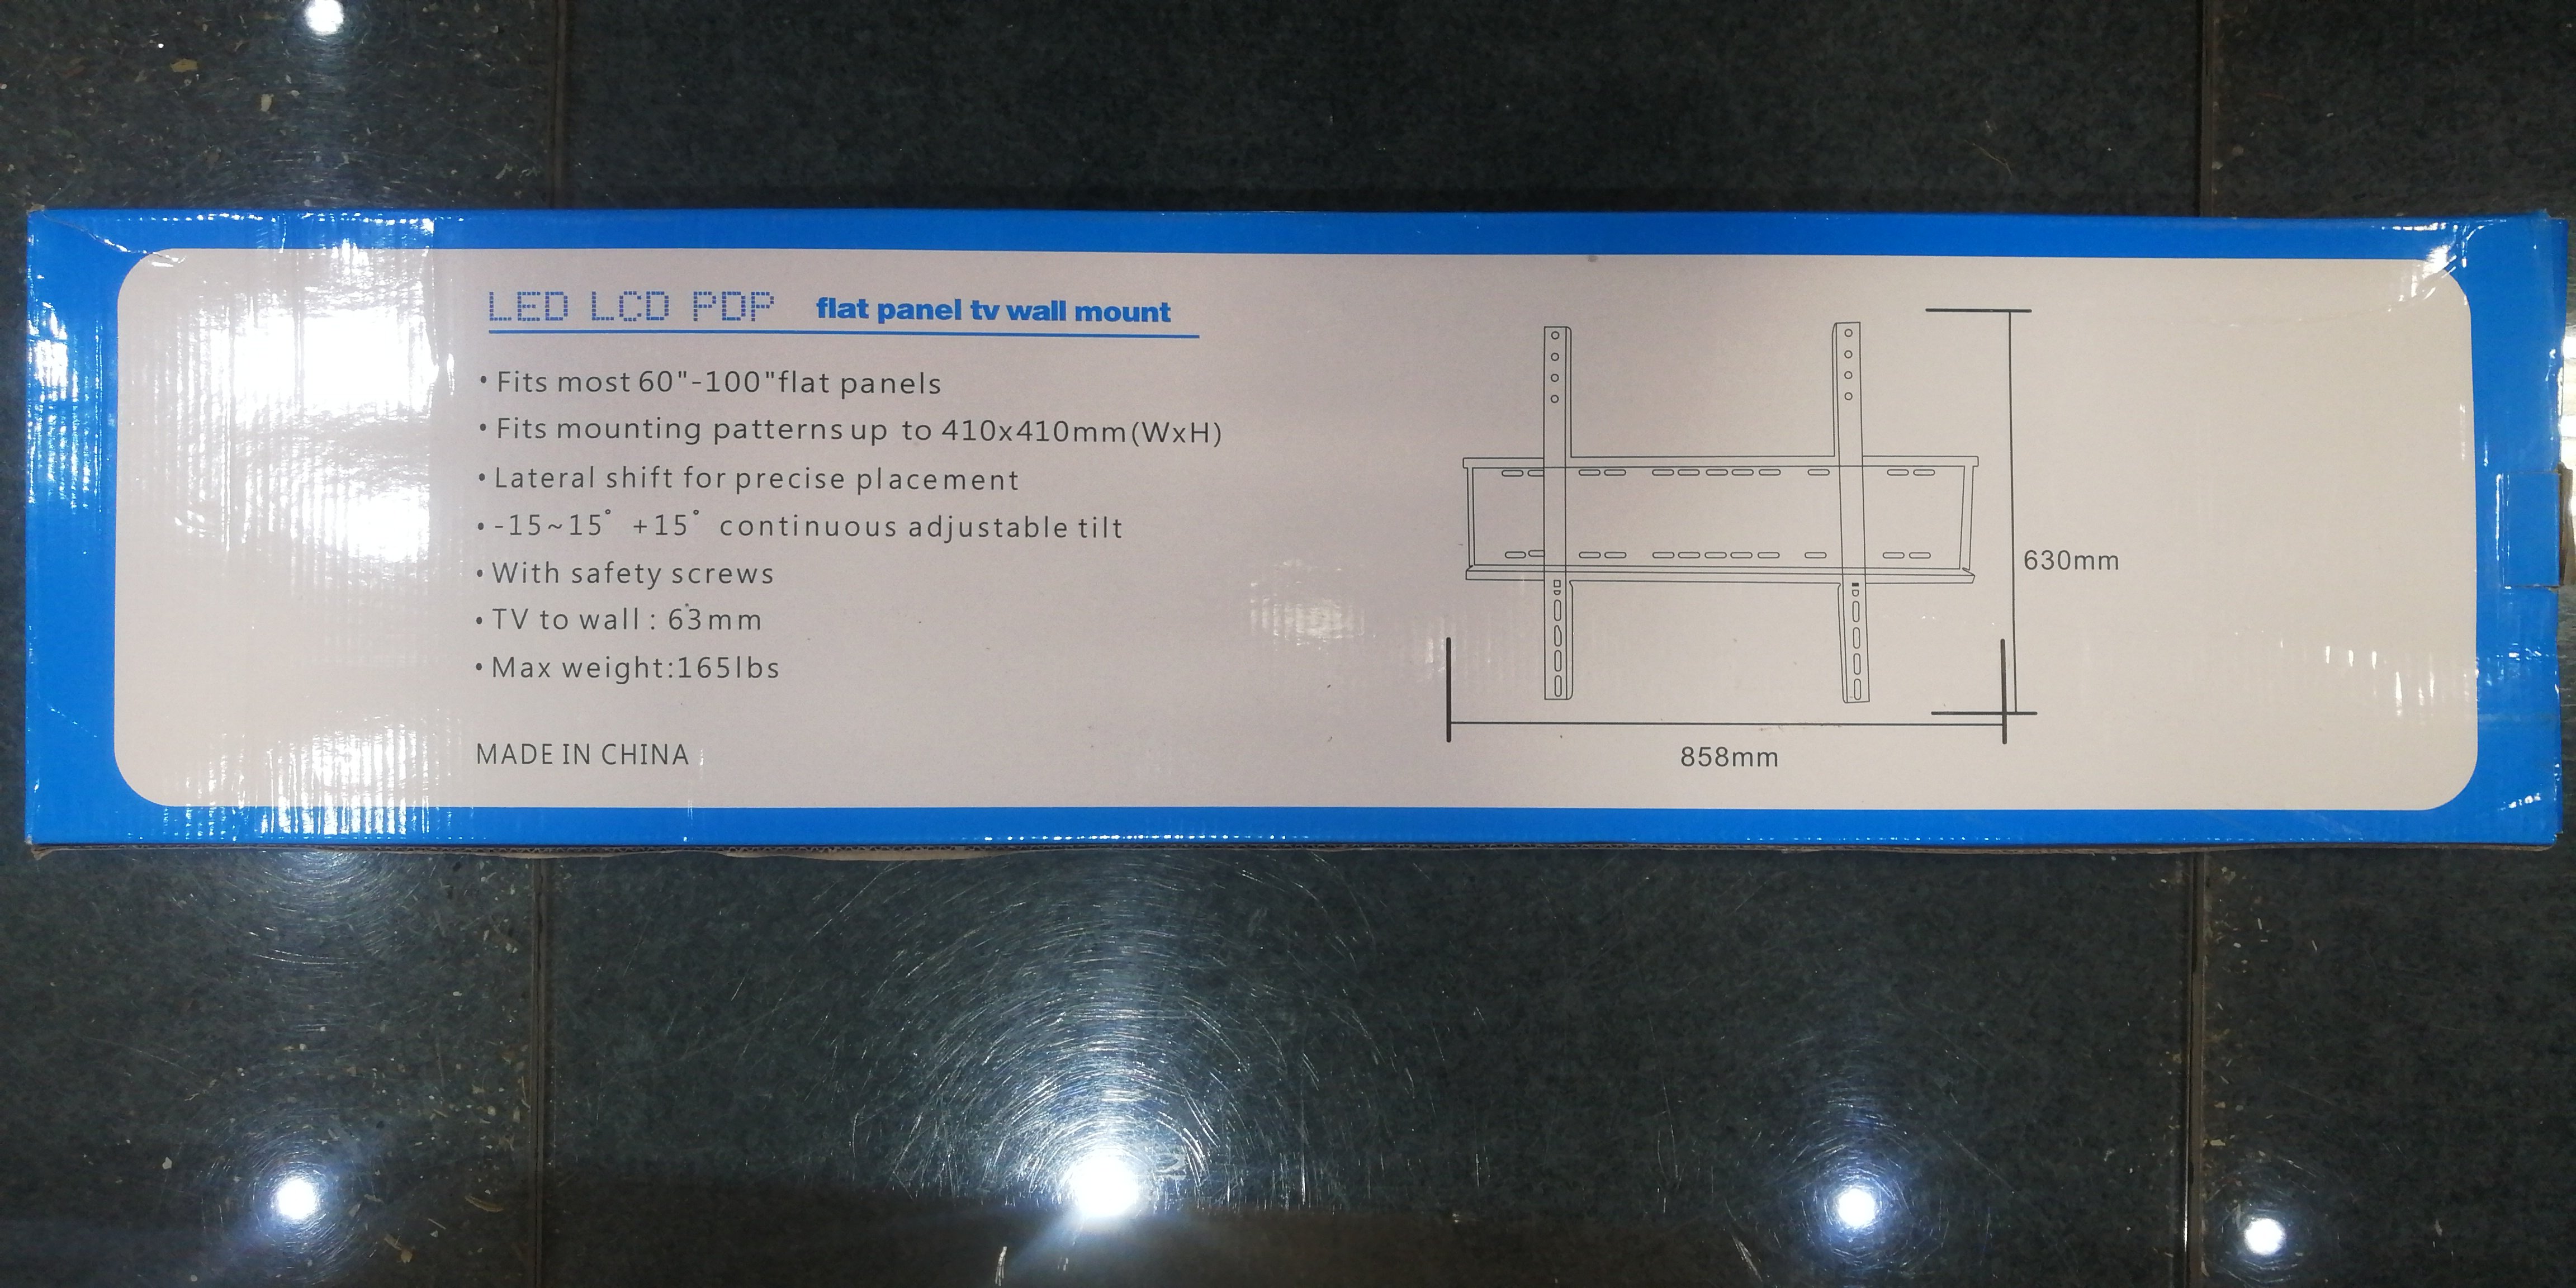 LED LCD PDP flat panel tv wall mount
• Fits most 60"-100"flat panels
• Fits mounting patterns up to 410x410mm(WxH)
• Lateral shift for precise placement
• -15~15° +15° continuous adjustable tilt
• With safety screws
• TV to wall : 63mm
• Max weight:165lbs
MADE IN CHINA
630mm
858mm